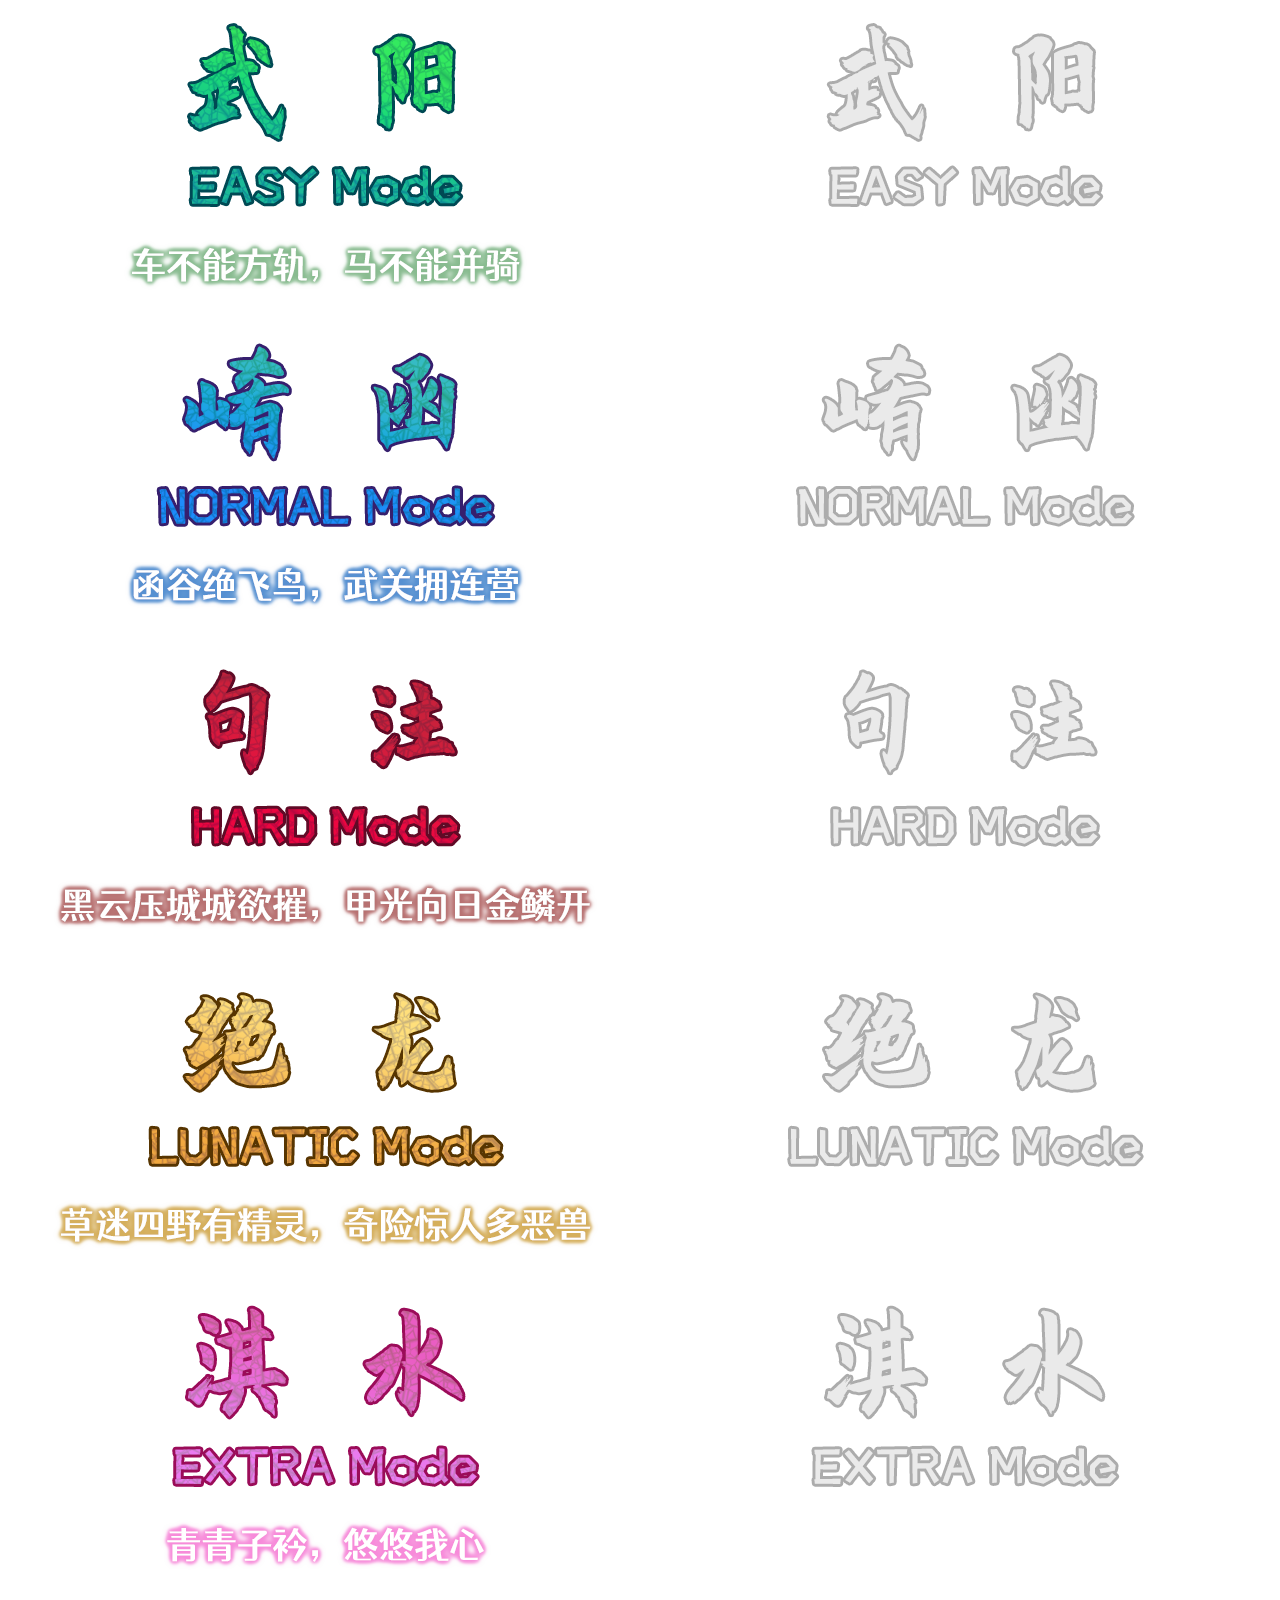 武 阳
武 阳
EASY Mode
EASY Mode
车不能方轨，马不能并骑
崤 函
崤 函
NORMAL Mode
NORMAL Mode
函谷绝飞鸟，武关拥连营
句 注
句 注
HARD Mode
HARD Mode
黑云压城城欲摧，甲光向日金鳞开
绝 龙
绝 龙
LUNATIC Mode
LUNATIC Mode
草迷四野有精灵，奇险惊人多恶兽
淇 水
淇 水
EXTRA Mode
EXTRA Mode
青青子衿，悠悠我心